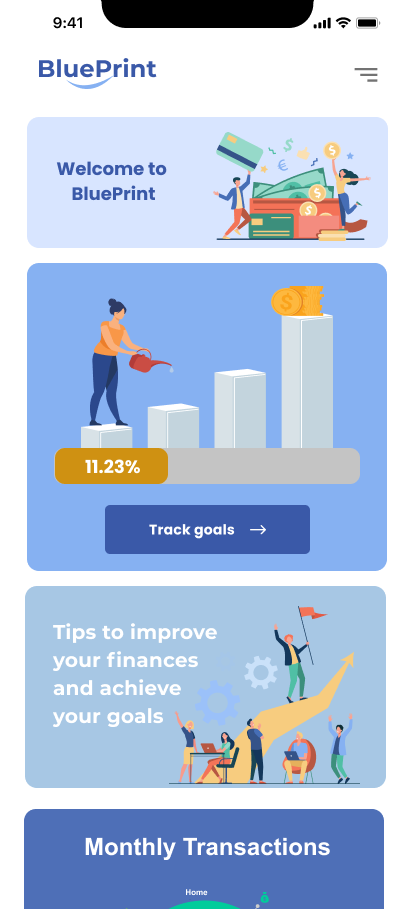 9:41
BluePrint
Welcome to
BluePrint
11.23%
Track goals
Tips to improve
your finances
and achieve
your goals
Monthly Transactions
Home